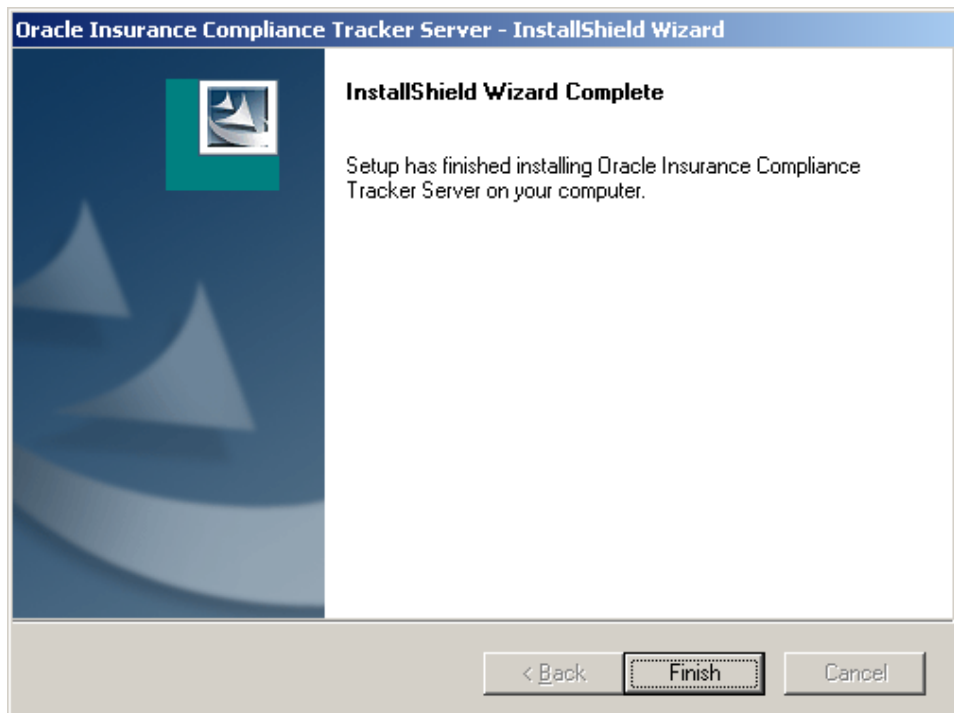 Oracle Insurance Compliance Tracker Server - InstallShield Wizard
InstallShield Wizard Complete
Setup has finished installing Oracle Insurance Compliance
Tracker Server on your computer.
< Back
Finish
Cancel